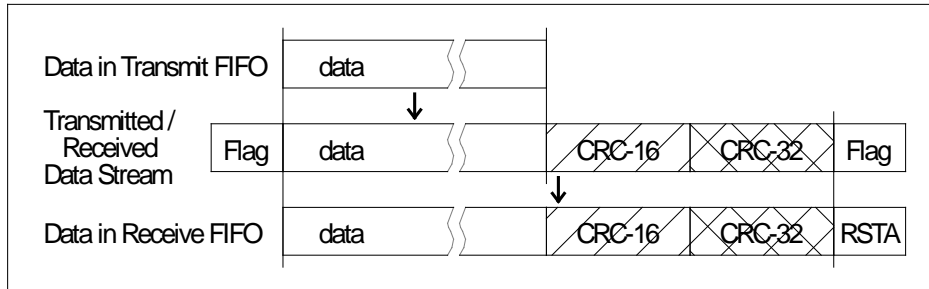 Data in Transmit FIFO data
Transmitted /
Received
Data Stream
Flag data CRC-16 CRC-32 Flag
Data in Receive FIFO data CRC-16 CRC-32 RSTA